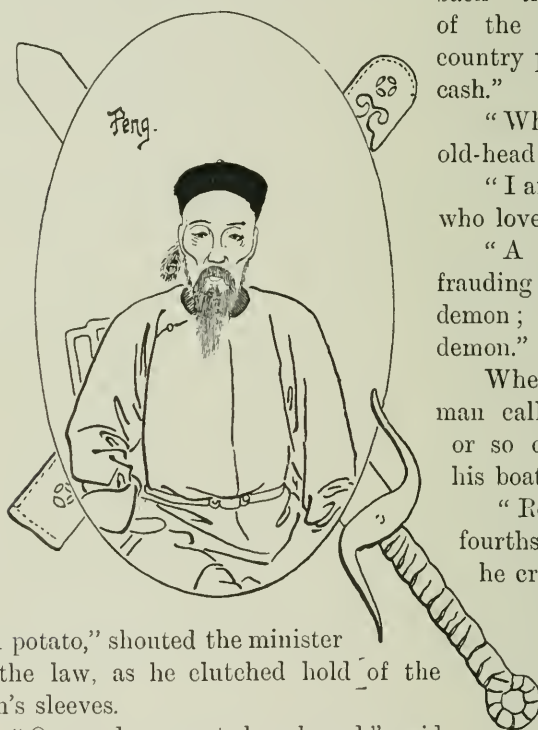 Peng.
of the
country
cash."
"Wh
old-head
"I a
who love
"A
frauding
demon;
demon."
Whe
man call
or so o
his boat
"R
fourths
he cr
potato," shouted the minister
the law, as he clutched hold of the
n's sleeves.